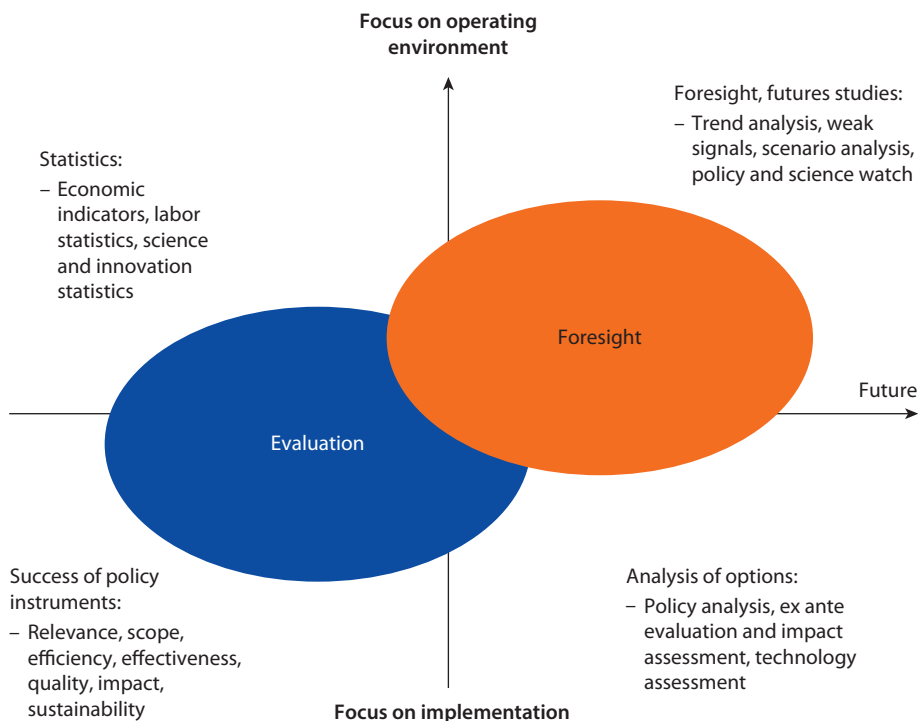 Focus on operating
environment
Foresight, futures studies:
– Trend analysis, weak
signals, scenario analysis,
policy and science watch
Statistics:
– Economic
indicators, labor
statistics, science
and innovation
statistics
Foresight
Future
Evaluation
Success of policy
instruments:
– Relevance, scope,
efficiency, effectiveness,
quality, impact,
sustainability
Analysis of options:
– Policy analysis, ex ante
evaluation and impact
assessment, technology
assessment
Focus on implementation